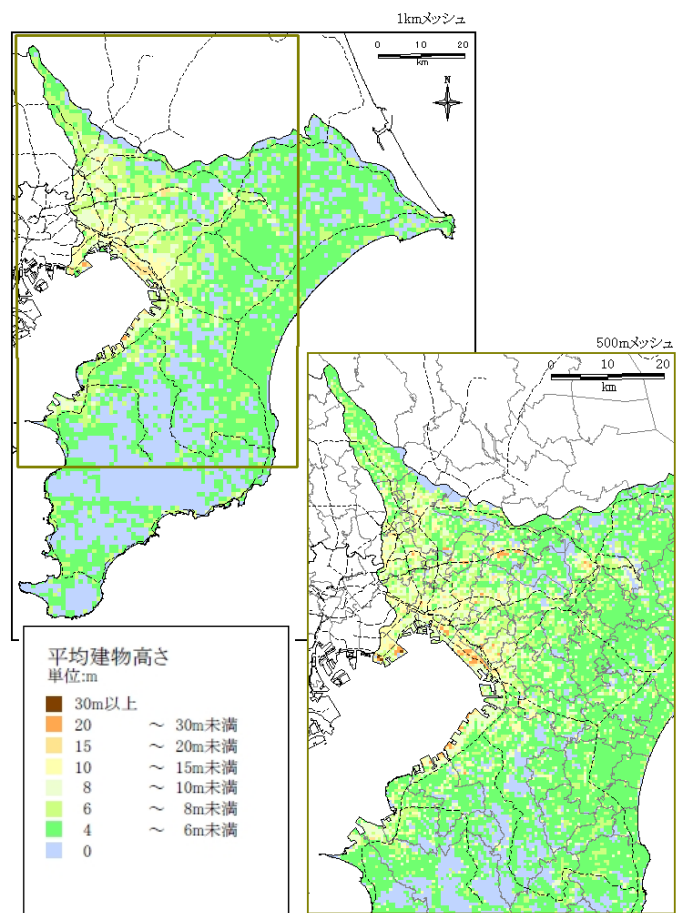 1kmメッシュ
0 10 20
km
N
500mメッシュ
0 10 20
km
平均建物高さ
単位:m
30m以上
20 ～ 30m未満
15 ～ 20m未満
10 ～ 15m未満
8 ～ 10m未満
6 ～ 8m未満
4 ～ 6m未満
0